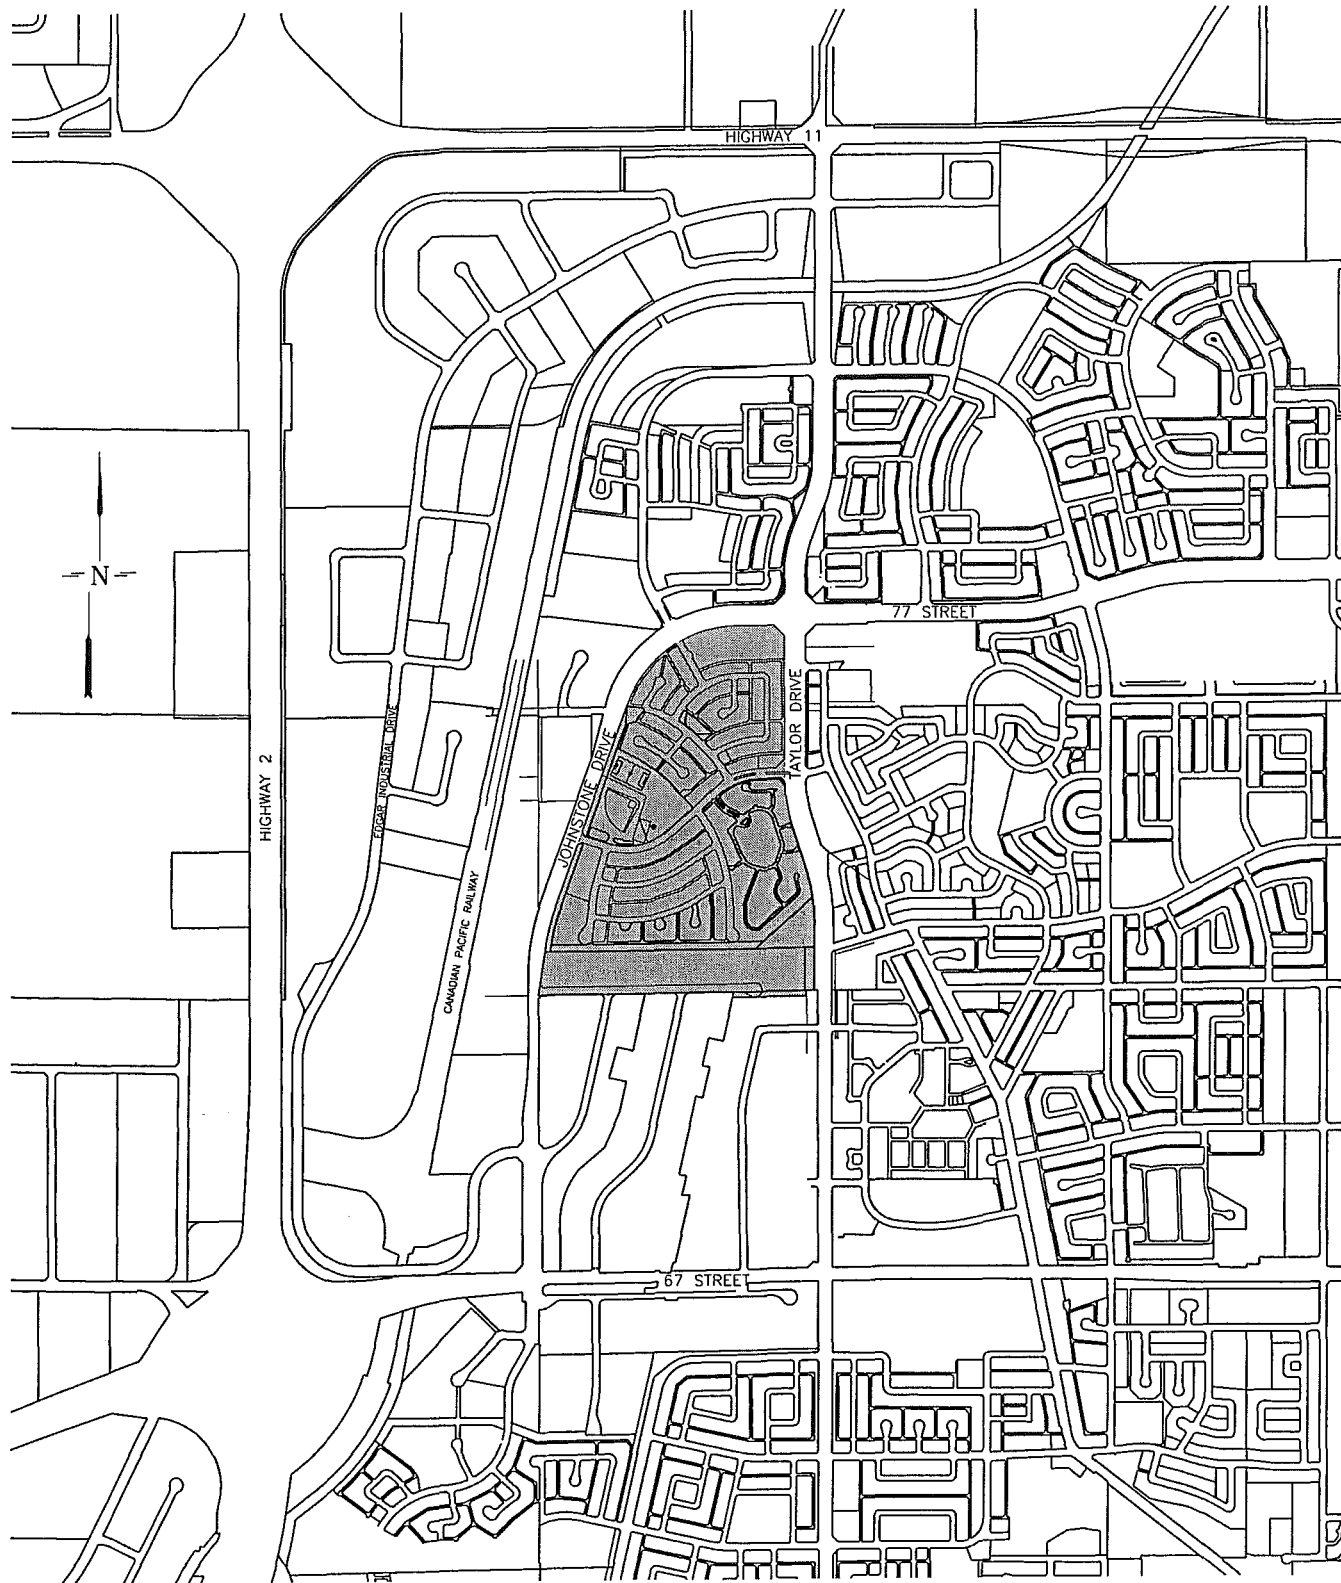 HIGHWAY 11
N
77 STREET
TAYLOR DRIVE
JOHNSTONE DRIVE
EDGAR INDUSTRIAL DRIVE
HIGHWAY 2
CANADIAN PACIFIC RAILWAY
67 STREET